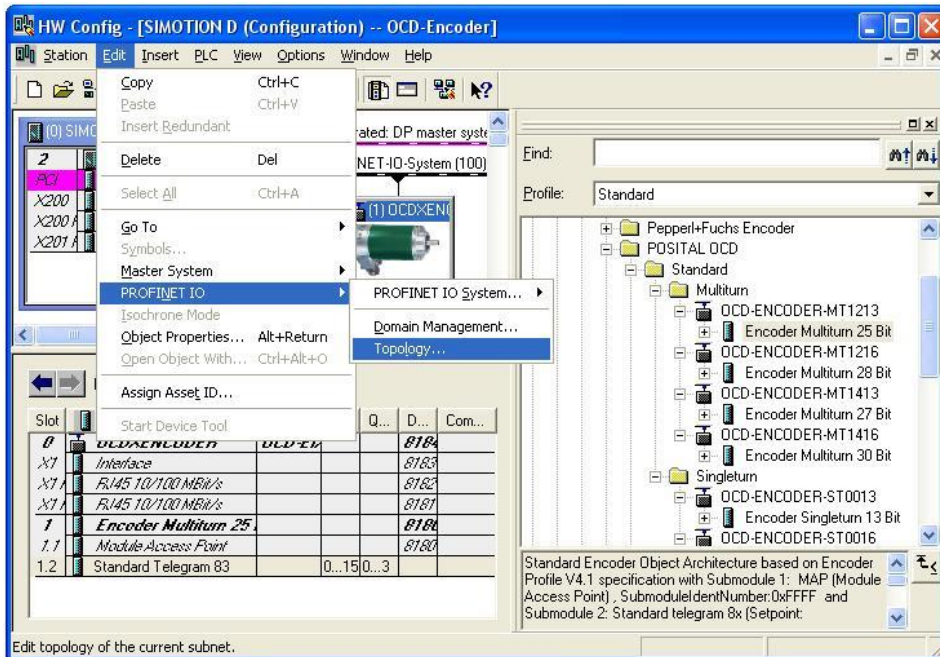 HW Config - [SIMOTION D (Configuration) -- OCD-Encoder]
Station Edit Insert PLC View Options Window Help
Copy Ctrl+C
Paste Ctrl+V
Insert Redundant
Delete Del
Select All Ctrl+A
Go To
Symbols...
Master System
PROFINET IO
Isochrone Mode
Object Properties... Alt+Return
Open Object With... Ctrl+Alt+O
Assign Asset ID...
Start Device Tool
PROFINET IO System...
Domain Management...
Topology...
(0) SIMO
2
PCI
X200
X200
X201
rated: DP master syste
NET-IO-System (100)
(1) OCDXEN
Find:
Profile: Standard
Pepperl+Fuchs Encoder
POSITAL OCD
Standard
Multiturn
OCD-ENCODER-MT1213
Encoder Multiturn 25 Bit
OCD-ENCODER-MT1216
Encoder Multiturn 28 Bit
OCD-ENCODER-MT1413
Encoder Multiturn 27 Bit
OCD-ENCODER-MT1416
Encoder Multiturn 30 Bit
Singleturn
OCD-ENCODER-ST0013
Encoder Singleturn 13 Bit
OCD-ENCODER-ST0016
Slot Q... D... Com...
0 OCDXENCODER 8184
X1 Interface 8183
X1 RJ45 10/100 MBit/s 8182
X1 RJ45 10/100 MBit/s 8181
1 Encoder Multiturn 25
1.1 Module Access Point 8180
1.2 Standard Telegram 83 0...15 0...3
Standard Encoder Object Architecture based on Encoder
Profile V4.1 specification with Submodule 1: MAP (Module
Access Point) , SubmoduleIdentNumber:0xFFFF and
Submodule 2: Standard telegram 8x (Setpoint:
Edit topology of the current subnet.